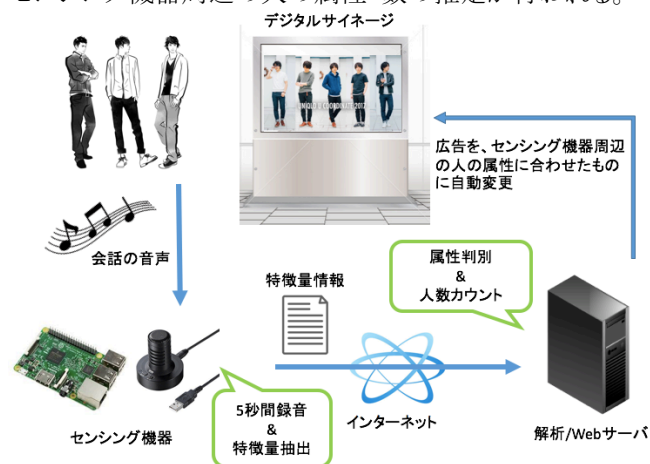 デジタルサイネージ
UNIQLO COORDINATE 2017
広告を、センシング機器周辺
の人の属性に合わせたもの
に自動変更
会話の音声
特徴量情報
属性判別
&
人数カウント
5秒間録音
&
特徴量抽出
センシング機器
インターネット
解析/Webサーバ